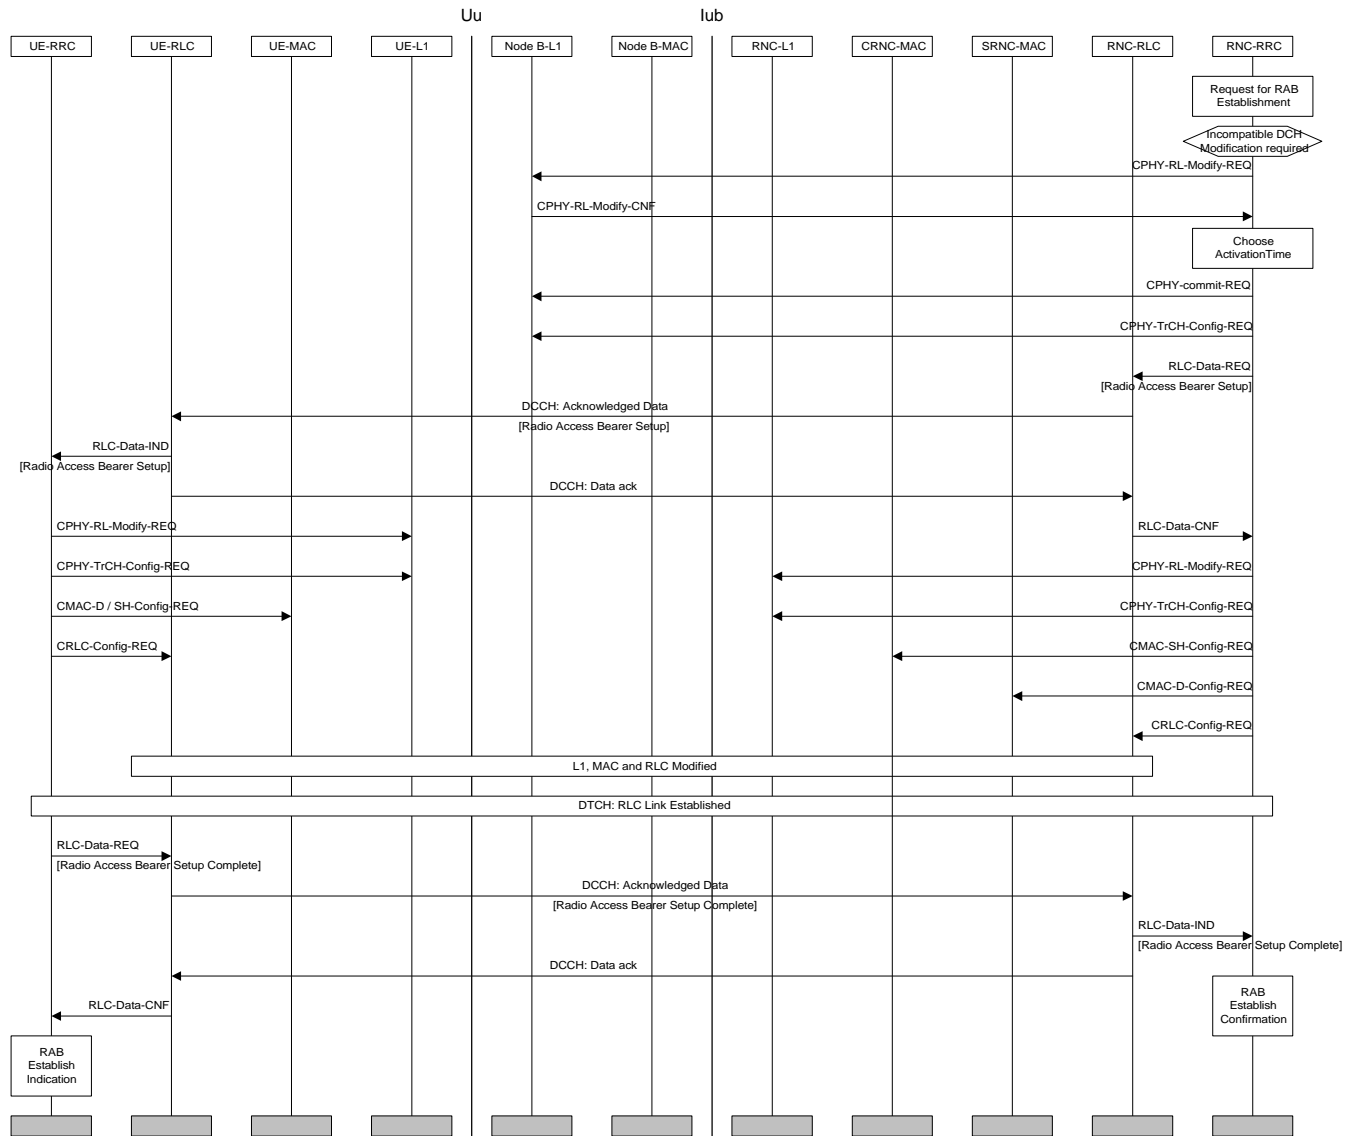 Uu
Iub
UE-RRC
UE-RLC
UE-MAC
UE-L1
Node B-L1
Node B-MAC
RNC-L1
CRNC-MAC
SRNC-MAC
RNC-RLC
RNC-RRC
Request for RAB
Establishment
Incompatible DCH
Modification required
CPHY-RL-Modify-REQ
CPHY-RL-Modify-CNF
Choose
ActivationTime
CPHY-commit-REQ
CPHY-TrCH-Config-REQ
RLC-Data-REQ
[Radio Access Bearer Setup]
DCCH: Acknowledged Data
[Radio Access Bearer Setup]
RLC-Data-IND
[Radio Access Bearer Setup]
DCCH: Data ack
CPHY-RL-Modify-REQ
RLC-Data-CNF
CPHY-TrCH-Config-REQ
CPHY-RL-Modify-REQ
CMAC-D / SH-Config-REQ
CPHY-TrCH-Config-REQ
CRLC-Config-REQ
CMAC-SH-Config-REQ
CMAC-D-Config-REQ
CRLC-Config-REQ
L1, MAC and RLC Modified
DTCH: RLC Link Established
RLC-Data-REQ
[Radio Access Bearer Setup Complete]
DCCH: Acknowledged Data
[Radio Access Bearer Setup Complete]
RLC-Data-IND
[Radio Access Bearer Setup Complete]
DCCH: Data ack
RLC-Data-CNF
RAB
Establish
Confirmation
RAB
Establish
Indication